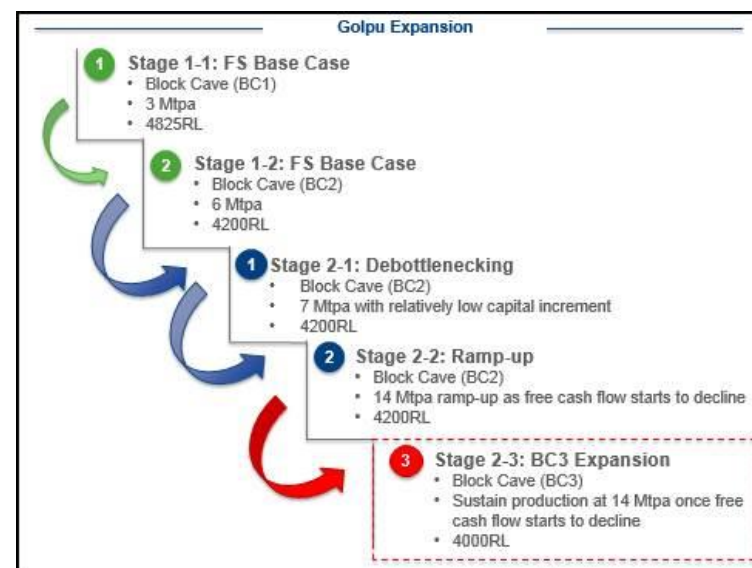 Golpu Expansion
1 Stage 1-1: FS Base Case
• Block Cave (BC1)
• 3 Mtpa
• 4825RL
2 Stage 1-2: FS Base Case
• Block Cave (BC2)
• 6 Mtpa
• 4200RL
1 Stage 2-1: Debottlenecking
• Block Cave (BC2)
• 7 Mtpa with relatively low capital increment
• 4200RL
2 Stage 2-2: Ramp-up
• Block Cave (BC2)
• 14 Mtpa ramp-up as free cash flow starts to decline
• 4200RL
3 Stage 2-3: BC3 Expansion
• Block Cave (BC3)
• Sustain production at 14 Mtpa once free
cash flow starts to decline
• 4000RL